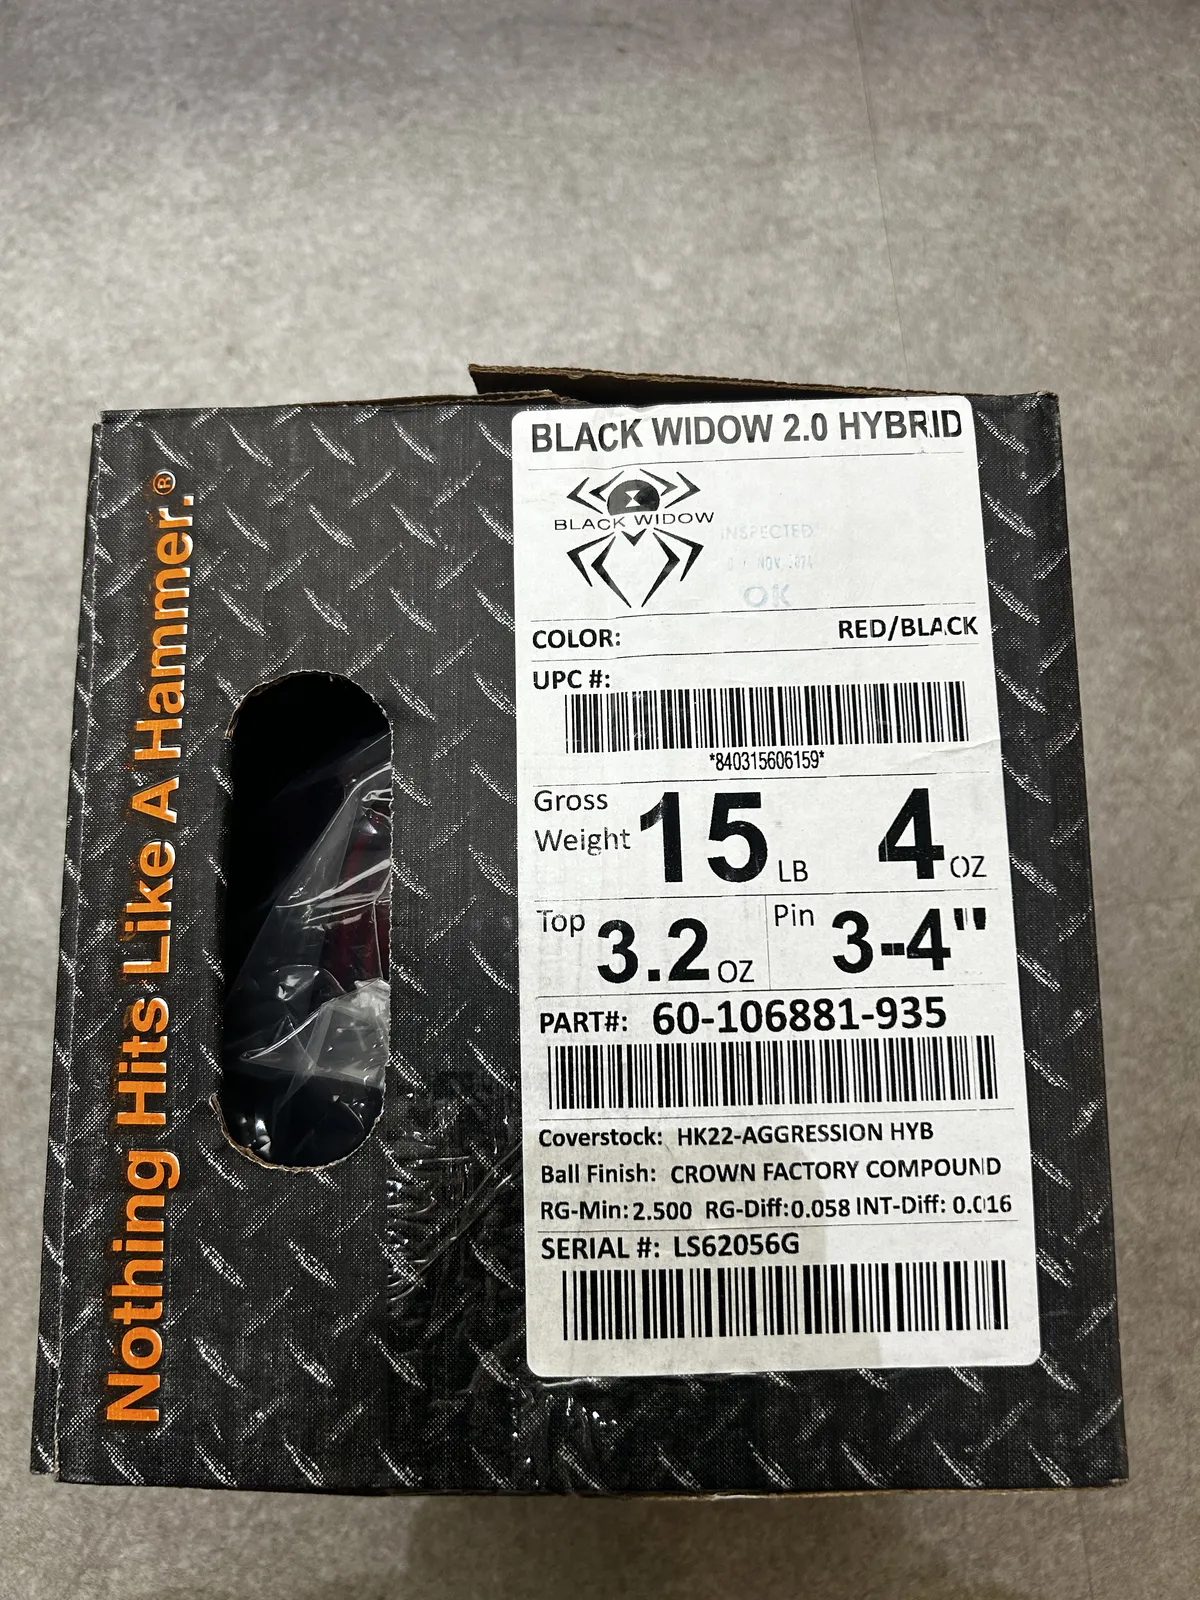 Nothing Hits Like A Hammer.®
BLACK WIDOW 2.0 HYBRID
BLACK WIDOW
INSPECTED
NOV
OK
COLOR: RED/BLACK
UPC #:
*840315606159*
Gross Weight 15 LB 4 OZ
Top 3.2 OZ Pin 3-4"
PART#: 60-106881-935
Coverstock: HK22-AGGRESSION HYB
Ball Finish: CROWN FACTORY COMPOUND
RG-Min: 2.500 RG-Diff: 0.058 INT-Diff: 0.016
SERIAL #: LS62056G